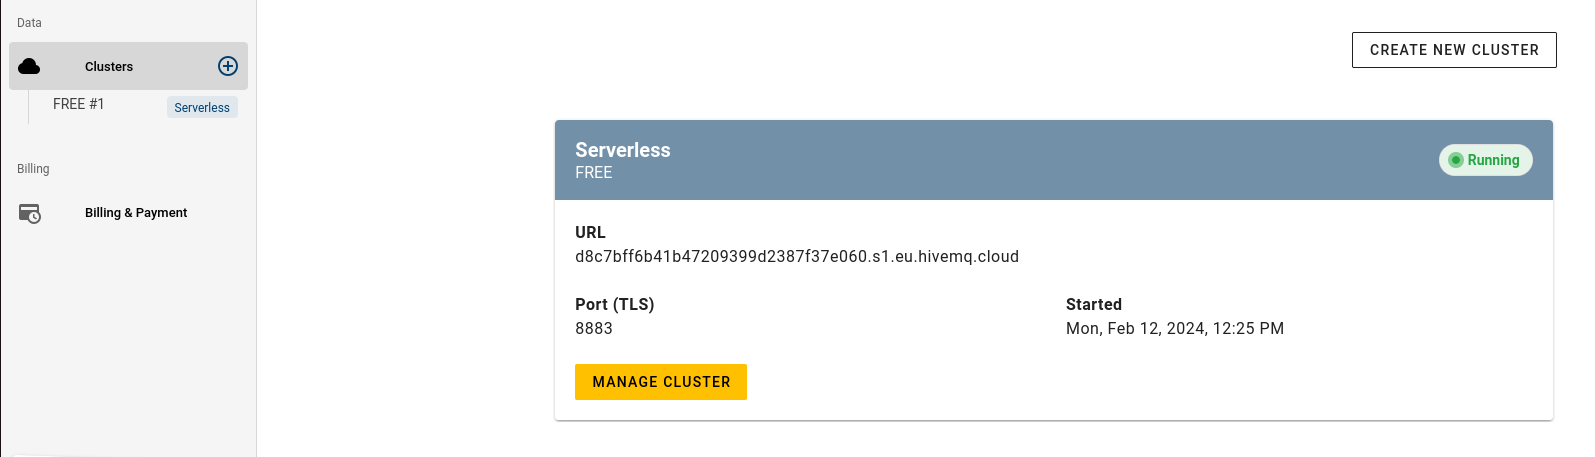 Data
Clusters
FREE #1
Serverless
Billing
Billing & Payment
CREATE NEW CLUSTER
Serverless
FREE
Running
URL
d8c7bff6b41b47209399d2387f37e060.s1.eu.hivemq.cloud
Port (TLS)
8883
Started
Mon, Feb 12, 2024, 12:25 PM
MANAGE CLUSTER